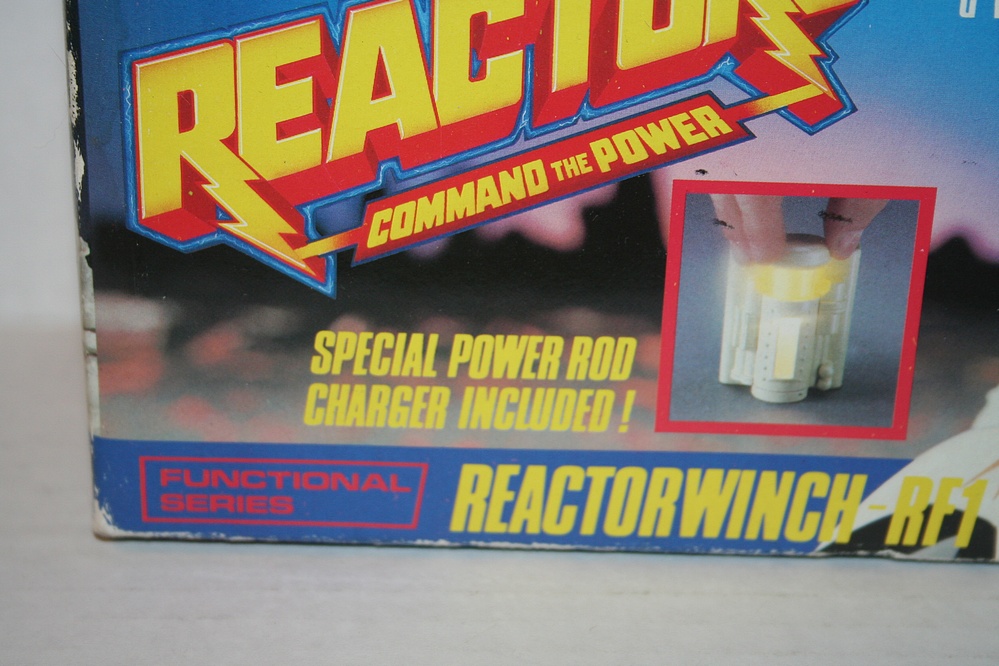 REACTOR
COMMAND THE POWER
SPECIAL POWER ROD
CHARGER INCLUDED!
FUNCTIONAL
SERIES
REACTORWINCH-RF1